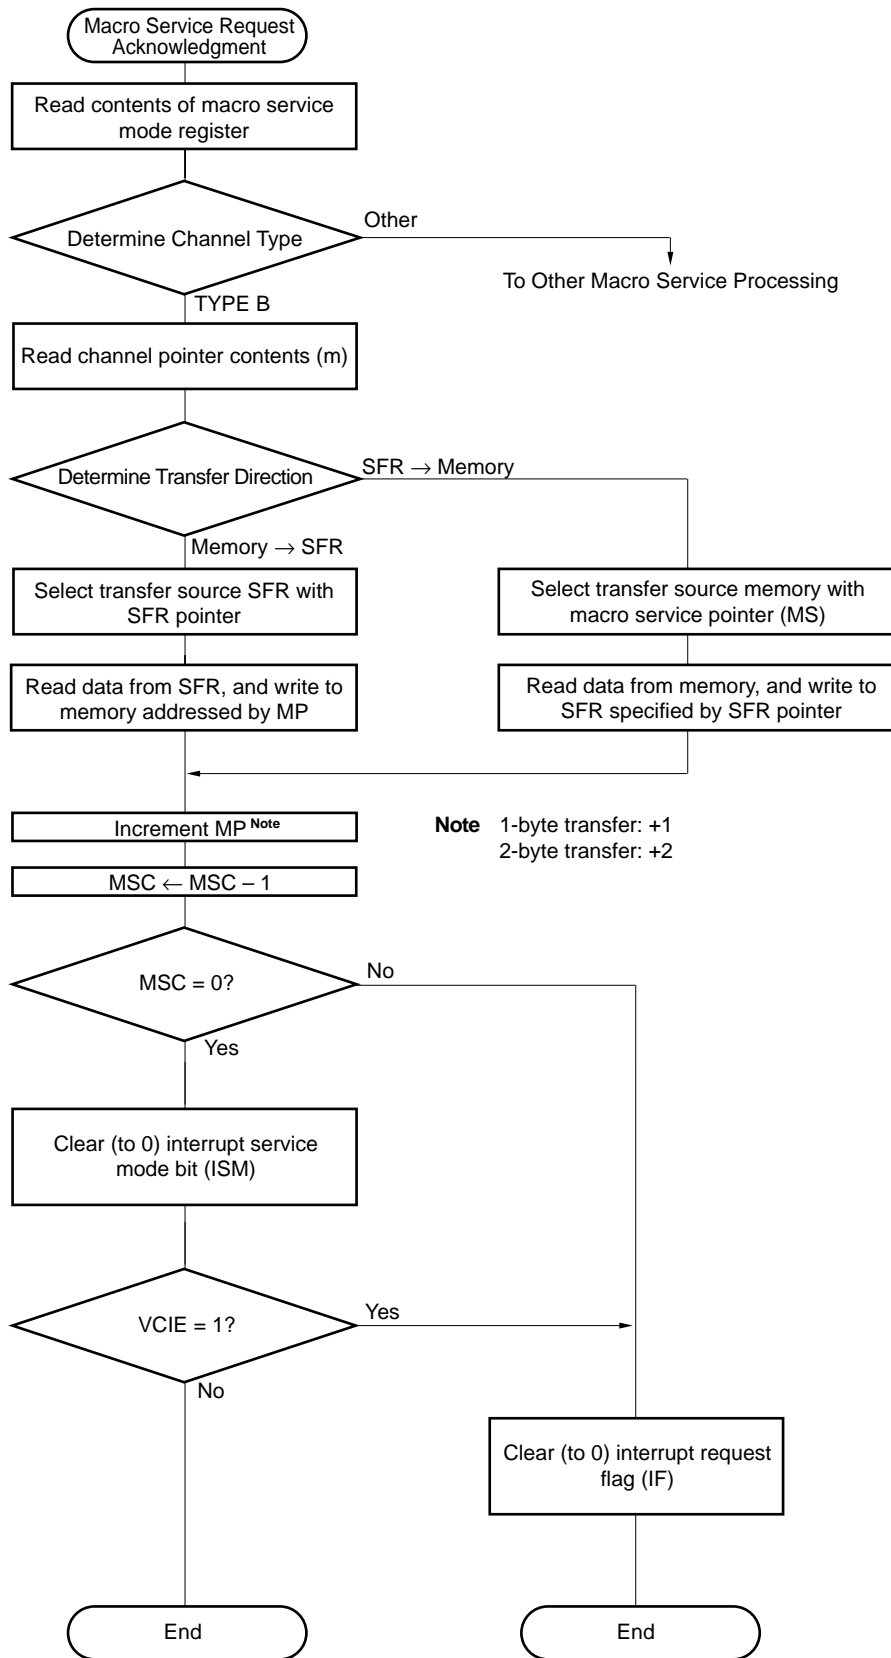 Macro Service Request
Acknowledgment
Read contents of macro service
mode register
Determine Channel Type
Other
To Other Macro Service Processing
TYPE B
Read channel pointer contents (m)
Determine Transfer Direction
SFR → Memory
Memory → SFR
Select transfer source SFR with
SFR pointer
Select transfer source memory with
macro service pointer (MS)
Read data from SFR, and write to
memory addressed by MP
Read data from memory, and write to
SFR specified by SFR pointer
Increment MP Note
Note 1-byte transfer: +1
2-byte transfer: +2
MSC ← MSC – 1
MSC = 0?
No
Yes
Clear (to 0) interrupt service
mode bit (ISM)
VCIE = 1?
Yes
No
Clear (to 0) interrupt request
flag (IF)
End
End